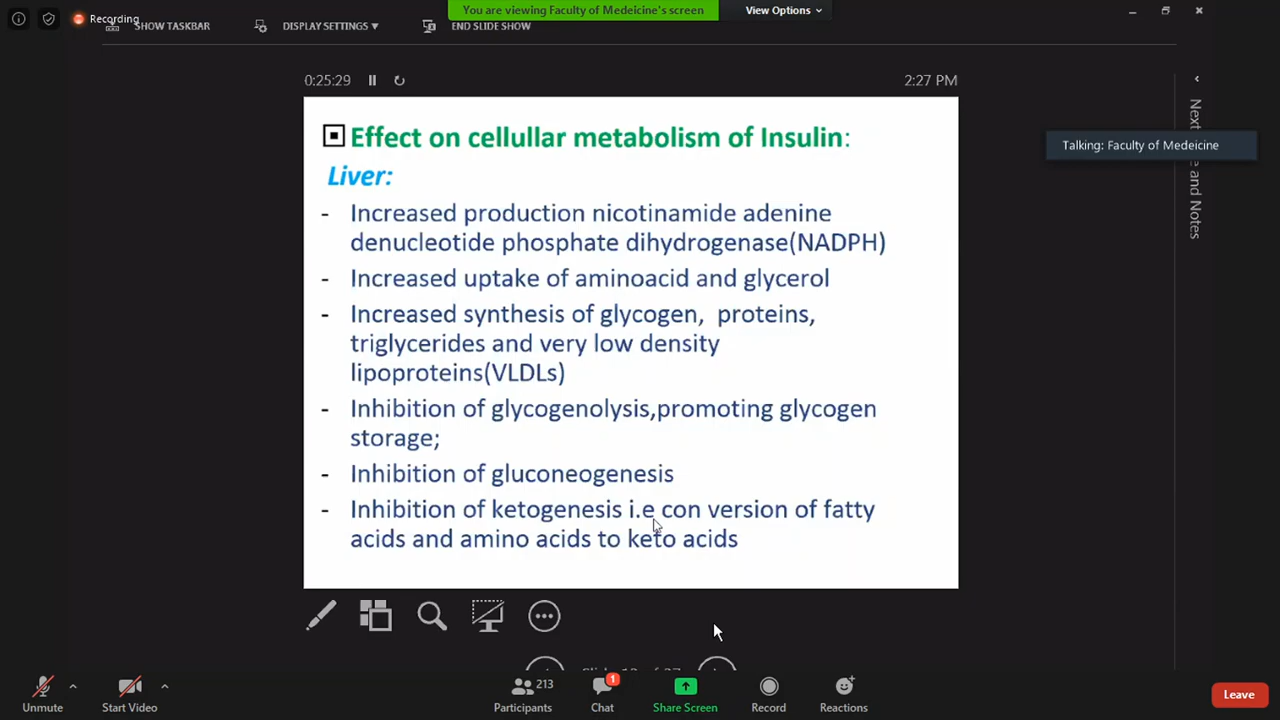 Recording
You are viewing Faculty of Medeicine's screen
View Options
SHOW TASKBAR
DISPLAY SETTINGS
END SLIDE SHOW
0:25:29
2:27 PM
Talking: Faculty of Medeicine
Effect on cellullar metabolism of Insulin:
Liver:
- Increased production nicotinamide adenine
denucleotide phosphate dihydrogenase(NADPH)
- Increased uptake of aminoacid and glycerol
- Increased synthesis of glycogen, proteins,
triglycerides and very low density
lipoproteins(VLDLs)
- Inhibition of glycogenolysis,promoting glycogen
storage;
- Inhibition of gluconeogenesis
- Inhibition of ketogenesis i.e con version of fatty
acids and amino acids to keto acids
Next
and Notes
Unmute
Start Video
213
Participants
1
Chat
Share Screen
Record
Reactions
Leave